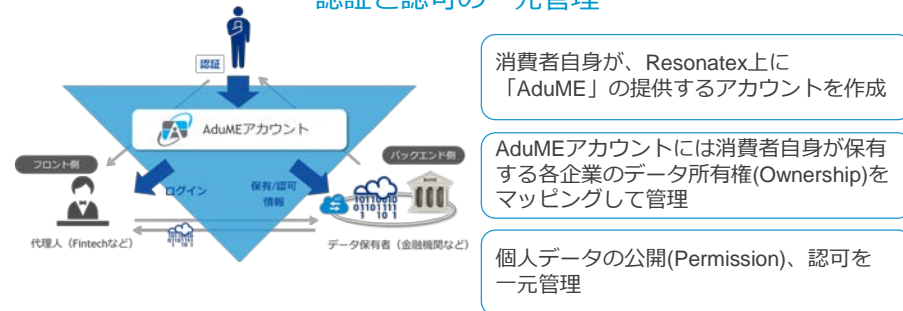 認証と認可の一元管理
認証
AduMEアカウント
フロント側
バックエンド側
ログイン
保有/認可
情報
BANK
10110010
01101111
1 10 1
代理人（Fintechなど）
データ保有者（金融機関など）
消費者自身が、Resonatex上に
「AduME」の提供するアカウントを作成
AduMEアカウントには消費者自身が保有
する各企業のデータ所有権(Ownership)を
マッピングして管理
個人データの公開(Permission)、認可を
一元管理